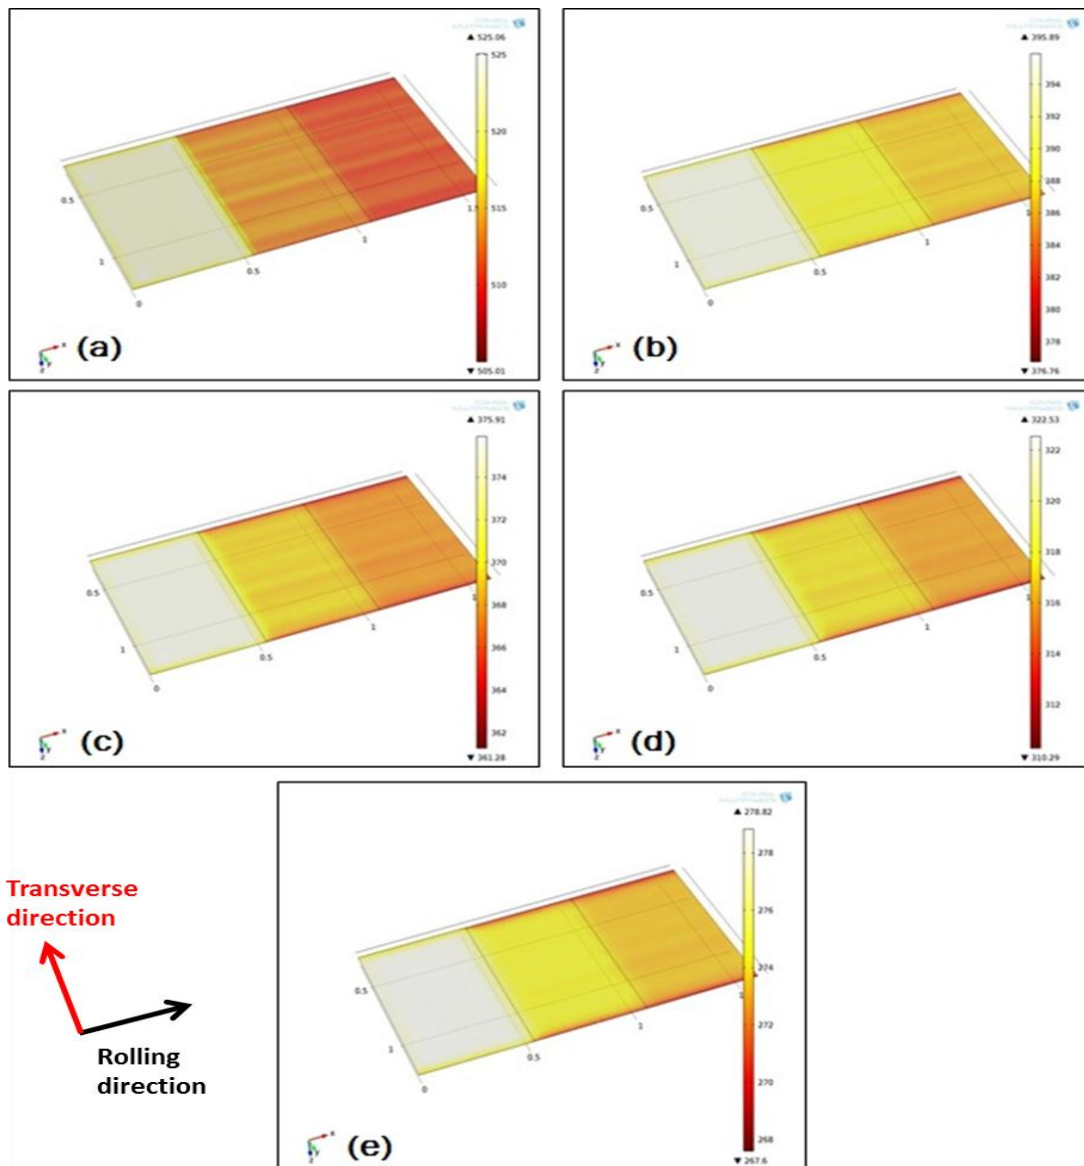 ▲ 525.06
525
520
515
510
▼ 505.01
0.5
1
0
0.5
1
x
y
z
(a)
▲ 395.89
394
392
390
388
386
384
382
380
378
▼ 376.76
0.5
1
0
0.5
1
x
y
z
(b)
▲ 375.91
374
372
370
368
366
364
362
▼ 361.28
0.5
1
0
0.5
1
x
y
z
(c)
▲ 322.53
322
320
318
316
314
312
▼ 310.29
0.5
1
0
0.5
1
x
y
z
(d)
▲ 278.82
278
276
274
272
270
268
▼ 267.6
0.5
1
0
0.5
1
x
y
z
(e)
Transverse
direction
Rolling
direction